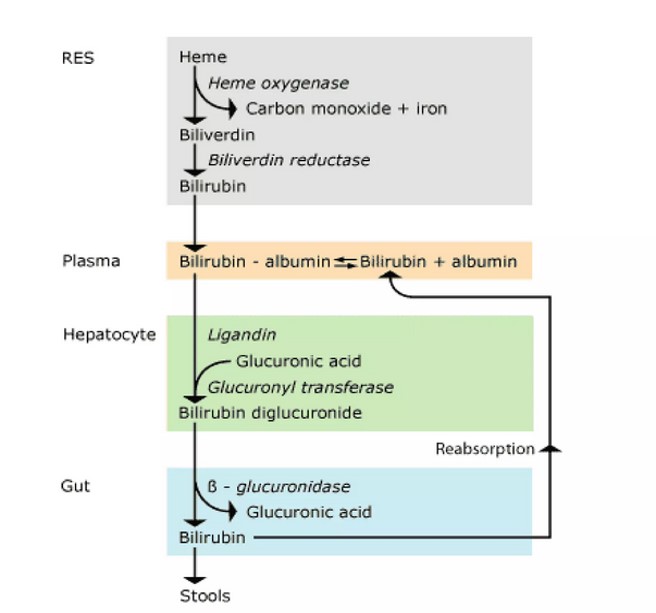 RES
Heme
Heme oxygenase
Carbon monoxide + iron
Biliverdin
Biliverdin reductase
Bilirubin
Plasma
Bilirubin - albumin ⇌ Bilirubin + albumin
Hepatocyte
Ligandin
Glucuronic acid
Glucuronyl transferase
Bilirubin diglucuronide
Reabsorption
Gut
ß - glucuronidase
Glucuronic acid
Bilirubin
Stools